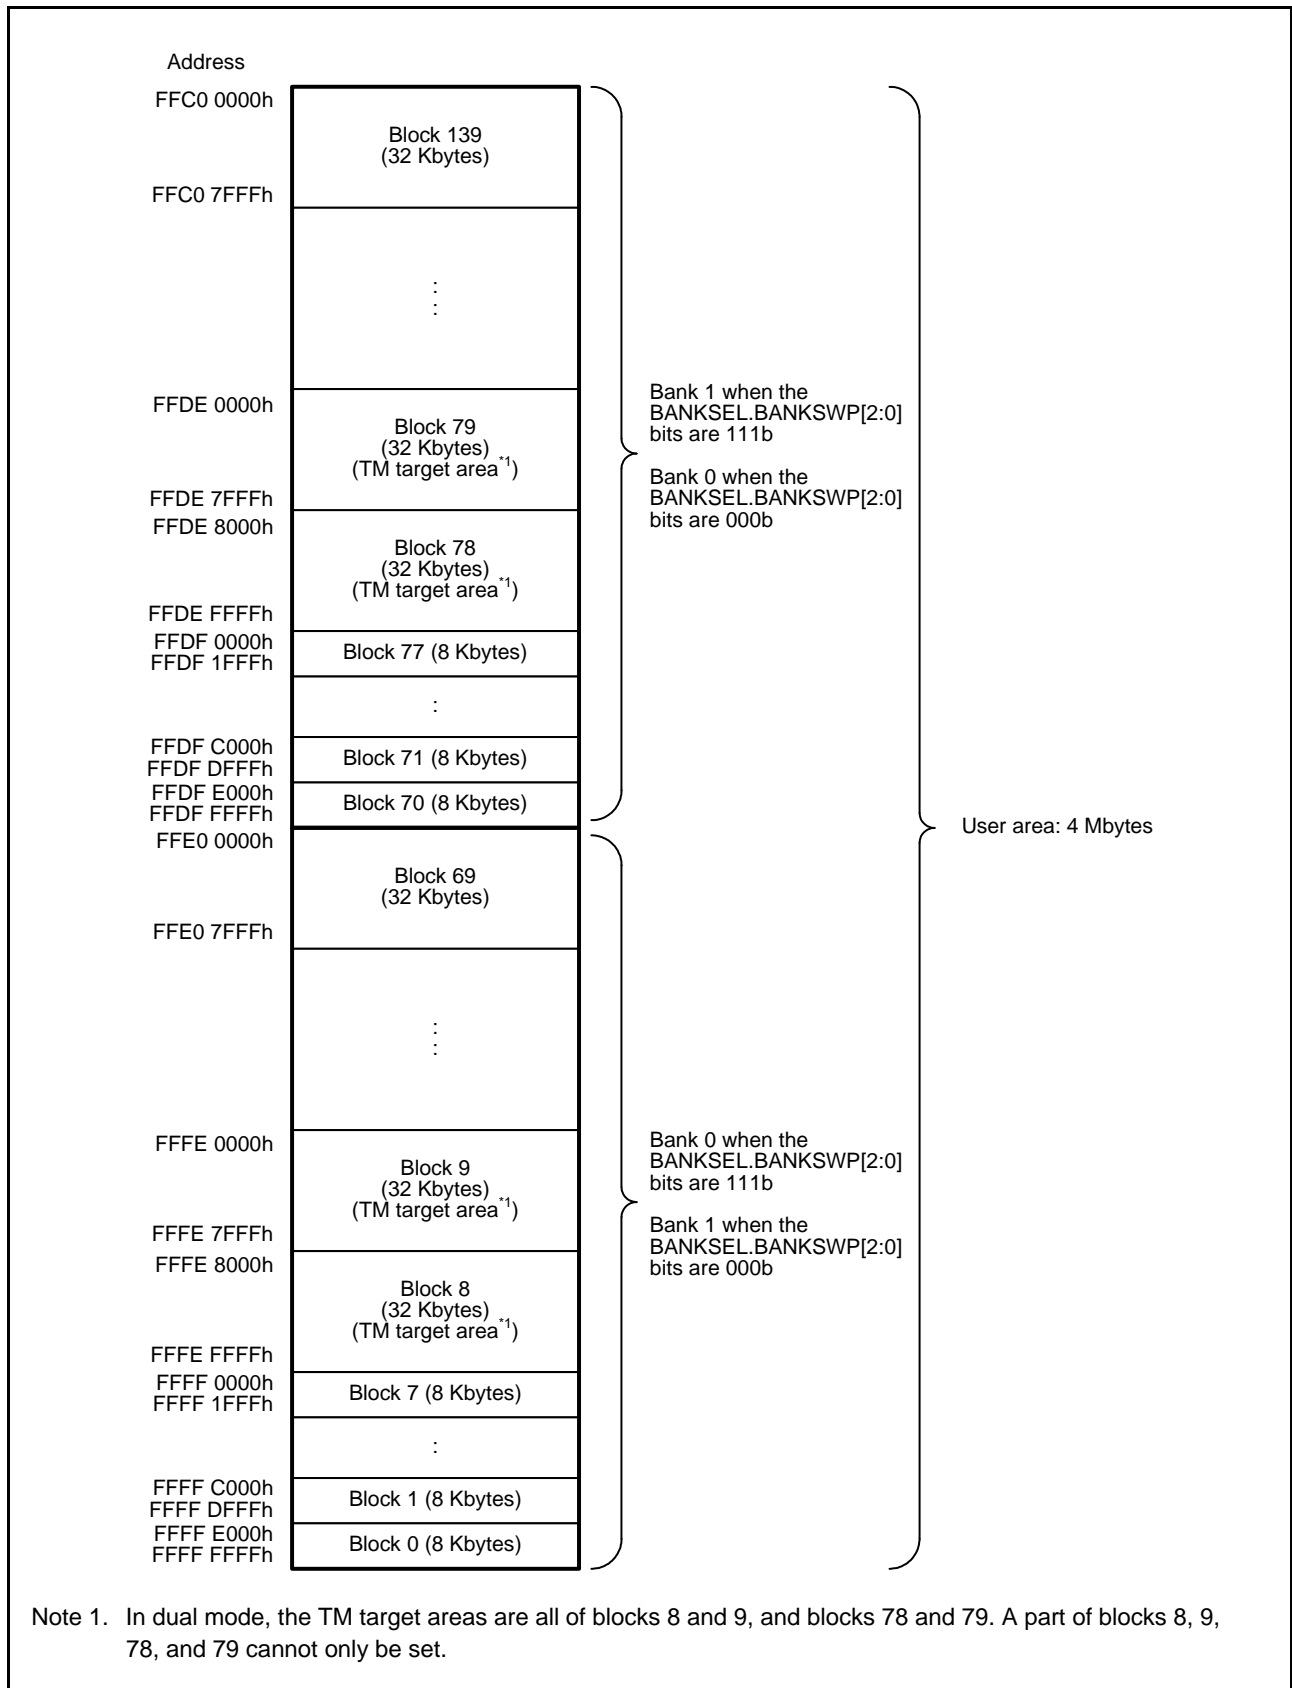 Address
FFC0 0000h
Block 139
(32 Kbytes)
FFC0 7FFFh
:
:
FFDE 0000h
Block 79
(32 Kbytes)
(TM target area*1)
FFDE 7FFFh
FFDE 8000h
Block 78
(32 Kbytes)
(TM target area*1)
FFDE FFFFh
FFDF 0000h
FFDF 1FFFh
Block 77 (8 Kbytes)
:
FFDF C000h
FFDF DFFFh
Block 71 (8 Kbytes)
FFDF E000h
FFDF FFFFh
Block 70 (8 Kbytes)
Bank 1 when the
BANKSEL.BANKSWP[2:0]
bits are 111b
Bank 0 when the
BANKSEL.BANKSWP[2:0]
bits are 000b
FFE0 0000h
Block 69
(32 Kbytes)
FFE0 7FFFh
:
:
FFFE 0000h
Block 9
(32 Kbytes)
(TM target area*1)
FFFE 7FFFh
FFFE 8000h
Block 8
(32 Kbytes)
(TM target area*1)
FFFE FFFFh
FFFF 0000h
FFFF 1FFFh
Block 7 (8 Kbytes)
:
FFFF C000h
FFFF DFFFh
Block 1 (8 Kbytes)
FFFF E000h
FFFF FFFFh
Block 0 (8 Kbytes)
Bank 0 when the
BANKSEL.BANKSWP[2:0]
bits are 111b
Bank 1 when the
BANKSEL.BANKSWP[2:0]
bits are 000b
User area: 4 Mbytes
Note 1. In dual mode, the TM target areas are all of blocks 8 and 9, and blocks 78 and 79. A part of blocks 8, 9,
78, and 79 cannot only be set.